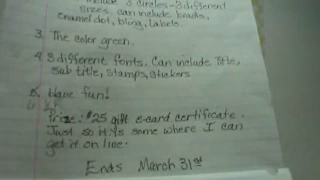 include 3 circles - 3 different
sizes. can include brads,
enamel dot, bling, labels.
3. The color green.
4. 3 different fonts. Can include Title,
sub title, stamps, stickers
5. Have fun!
Prize: $25 gift e-card certificate.
Just so it is some where I can
get it on line.
Ends March 31st